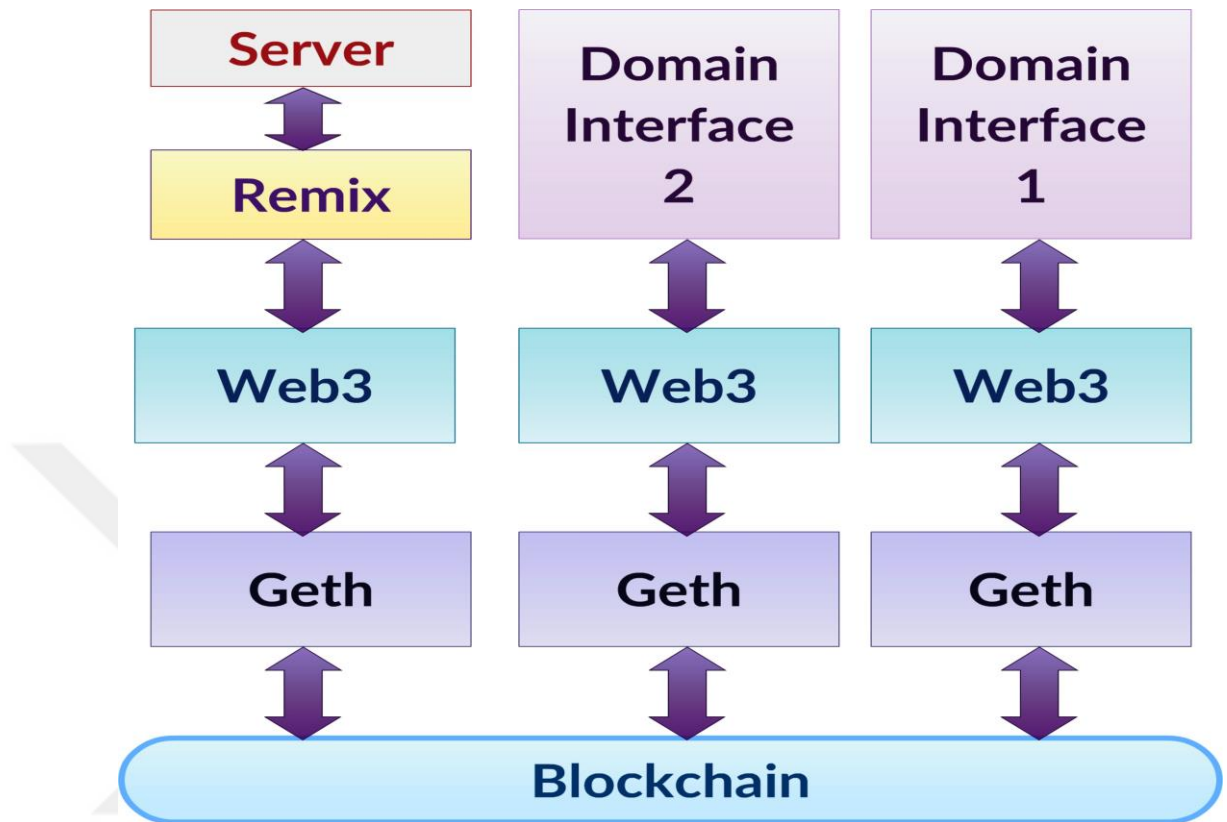 Server
Domain
Interface
2
Domain
Interface
1
Remix
Web3
Web3
Web3
Geth
Geth
Geth
Blockchain